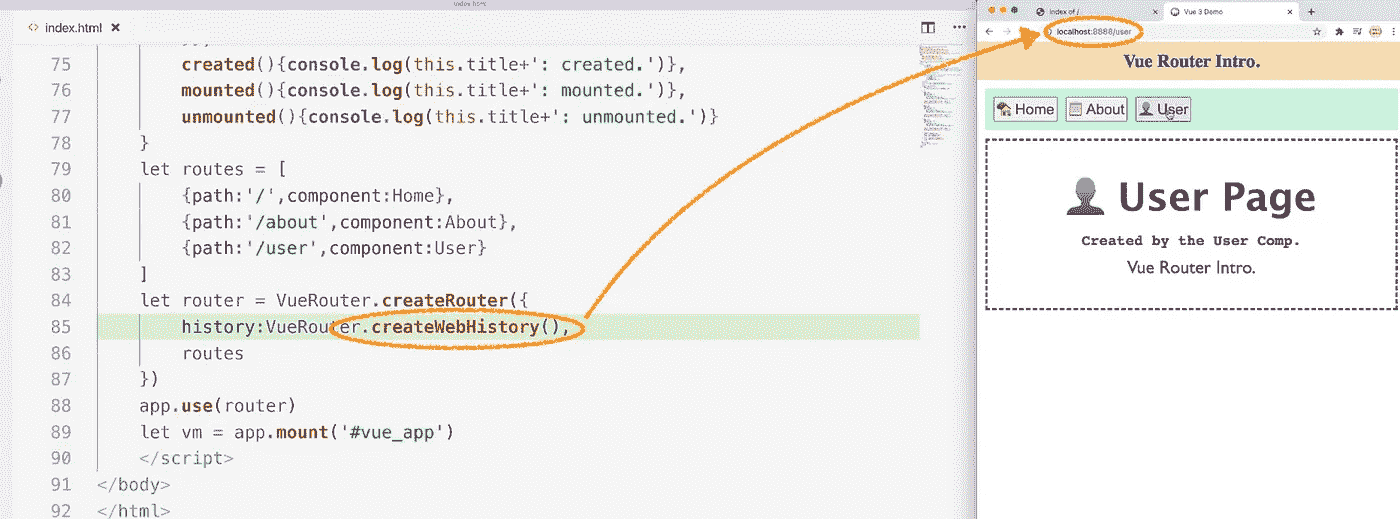 index.html
index.html
75 created(){console.log(this.title+': created.')},
76 mounted(){console.log(this.title+': mounted.')},
77 unmounted(){console.log(this.title+': unmounted.')}
78 }
79 let routes = [
80 {path:'/',component:Home},
81 {path:'/about',component:About},
82 {path:'/user',component:User}
83 ]
84 let router = VueRouter.createRouter({
85 history:VueRouter.createWebHistory(),
86 routes
87 })
88 app.use(router)
89 let vm = app.mount('#vue_app')
90 </script>
91 </body>
92 </html>
Index of /
Vue 3 Demo
localhost:8888/user
Vue Router Intro.
Home About User
User Page
Created by the User Comp.
Vue Router Intro.